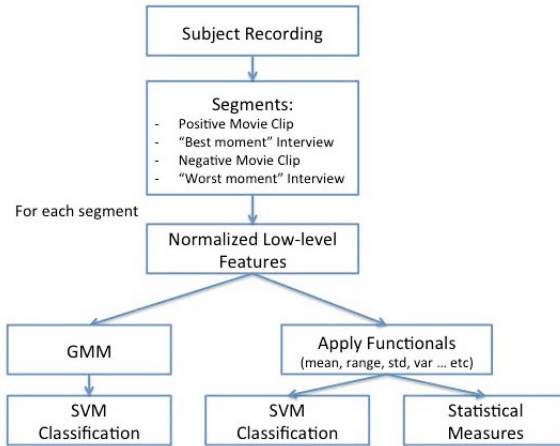 Subject Recording
Segments:
- Positive Movie Clip
- “Best moment” Interview
- Negative Movie Clip
- “Worst moment” Interview
For each segment
Normalized Low-level
Features
GMM
Apply Functionals
(mean, range, std, var ... etc)
SVM
Classification
SVM
Classification
Statistical
Measures